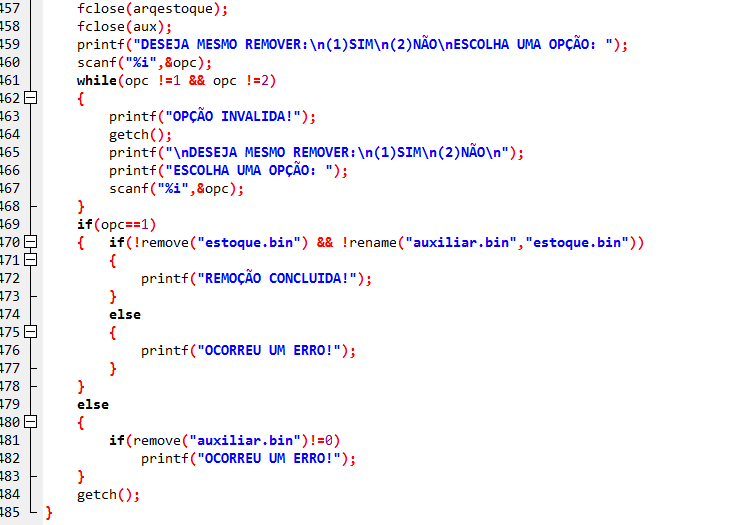 457 fclose(arqestoque);
458 fclose(aux);
459 printf("DESEJA MESMO REMOVER:\n(1)SIM\n(2)NÃO\nESCOLHA UMA OPÇÃO: ");
460 scanf("%i",&opc);
461 while(opc !=1 && opc !=2)
462 {
463 printf("OPÇÃO INVALIDA!");
464 getch();
465 printf("\nDESEJA MESMO REMOVER:\n(1)SIM\n(2)NÃO\n");
466 printf("ESCOLHA UMA OPÇÃO: ");
467 scanf("%i",&opc);
468 }
469 if(opc==1)
470 { if(!remove("estoque.bin") && !rename("auxiliar.bin","estoque.bin"))
471 {
472 printf("REMOÇÃO CONCLUIDA!");
473 }
474 else
475 {
476 printf("OCORREU UM ERRO!");
477 }
478 }
479 else
480 {
481 if(remove("auxiliar.bin")!=0)
482 printf("OCORREU UM ERRO!");
483 }
484 getch();
485 }